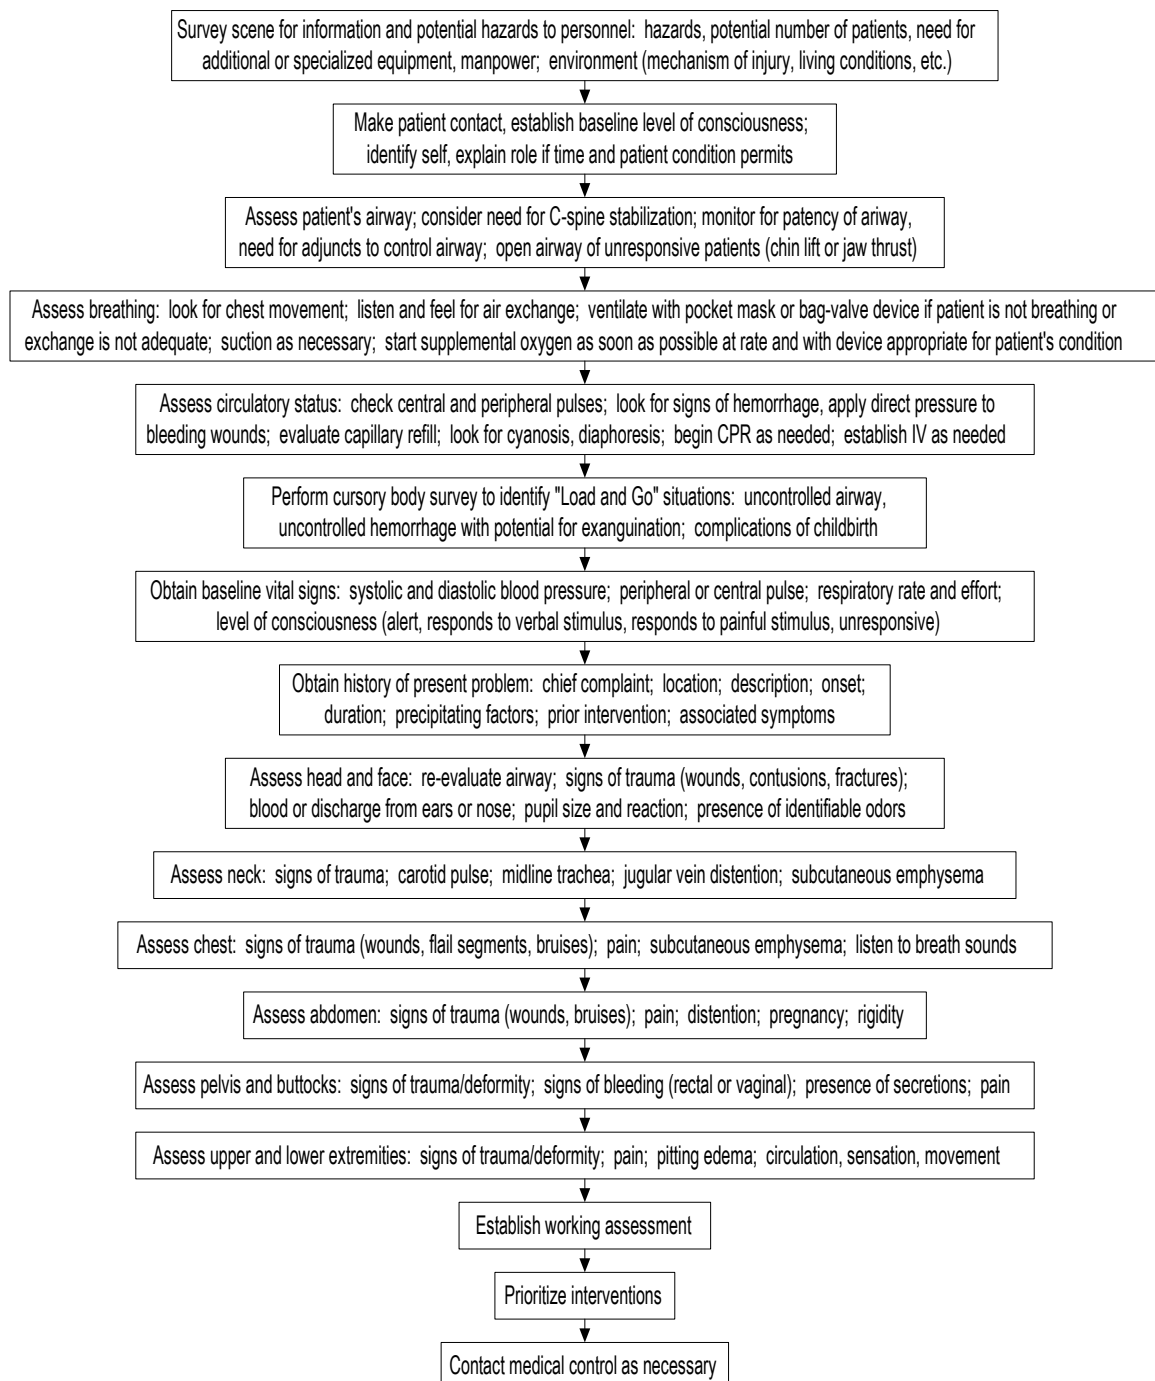 Survey scene for information and potential hazards to personnel: hazards, potential number of patients, need for
additional or specialized equipment, manpower; environment (mechanism of injury, living conditions, etc.)
Make patient contact, establish baseline level of consciousness;
identify self, explain role if time and patient condition permits
Assess patient's airway; consider need for C-spine stabilization; monitor for patency of ariway,
need for adjuncts to control airway; open airway of unresponsive patients (chin lift or jaw thrust)
Assess breathing: look for chest movement; listen and feel for air exchange; ventilate with pocket mask or bag-valve device if patient is not breathing or
exchange is not adequate; suction as necessary; start supplemental oxygen as soon as possible at rate and with device appropriate for patient's condition
Assess circulatory status: check central and peripheral pulses; look for signs of hemorrhage, apply direct pressure to
bleeding wounds; evaluate capillary refill; look for cyanosis, diaphoresis; begin CPR as needed; establish IV as needed
Perform cursory body survey to identify "Load and Go" situations: uncontrolled airway,
uncontrolled hemorrhage with potential for exanguination; complications of childbirth
Obtain baseline vital signs: systolic and diastolic blood pressure; peripheral or central pulse; respiratory rate and effort;
level of consciousness (alert, responds to verbal stimulus, responds to painful stimulus, unresponsive)
Obtain history of present problem: chief complaint; location; description; onset;
duration; precipitating factors; prior intervention; associated symptoms
Assess head and face: re-evaluate airway; signs of trauma (wounds, contusions, fractures);
blood or discharge from ears or nose; pupil size and reaction; presence of identifiable odors
Assess neck: signs of trauma; carotid pulse; midline trachea; jugular vein distention; subcutaneous emphysema
Assess chest: signs of trauma (wounds, flail segments, bruises); pain; subcutaneous emphysema; listen to breath sounds
Assess abdomen: signs of trauma (wounds, bruises); pain; distention; pregnancy; rigidity
Assess pelvis and buttocks: signs of trauma/deformity; signs of bleeding (rectal or vaginal); presence of secretions; pain
Assess upper and lower extremities: signs of trauma/deformity; pain; pitting edema; circulation, sensation, movement
Establish working assessment
Prioritize interventions
Contact medical control as necessary